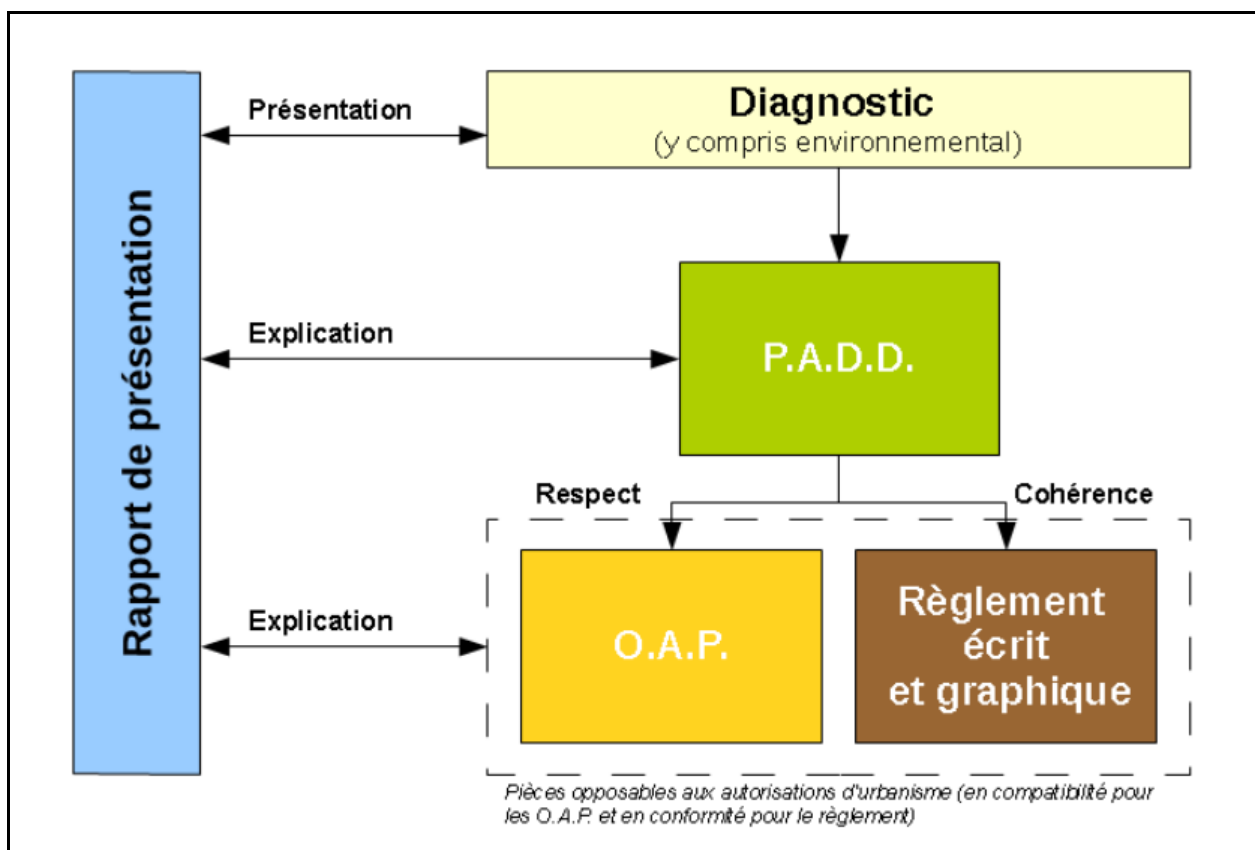 Rapport de présentation
Présentation
Diagnostic
(y compris environnemental)
Explication
P.A.D.D.
Respect
Cohérence
Explication
O.A.P.
Règlement
écrit
et graphique
Pièces opposables aux autorisations d'urbanisme (en compatibilité pour
les O.A.P. et en conformité pour le règlement)